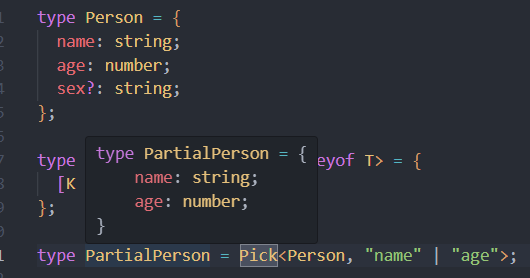 type Person = {
name: string;
age: number;
sex?: string;
};
type
eyof T> = {
[K
};
type PartialPerson = {
name: string;
age: number;
}
type PartialPerson = Pick<Person, "name" | "age">;